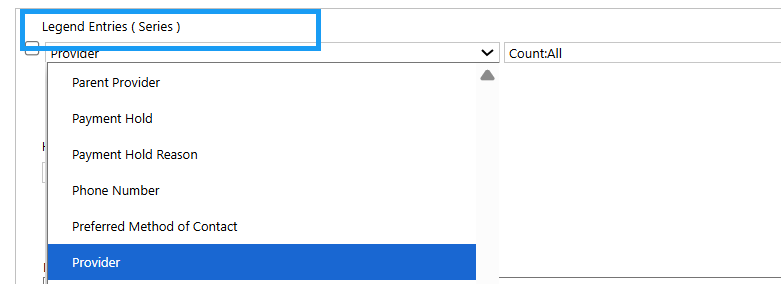 Legend Entries ( Series )
Provider
Count:All
Parent Provider
Payment Hold
Payment Hold Reason
Phone Number
Preferred Method of Contact
Provider